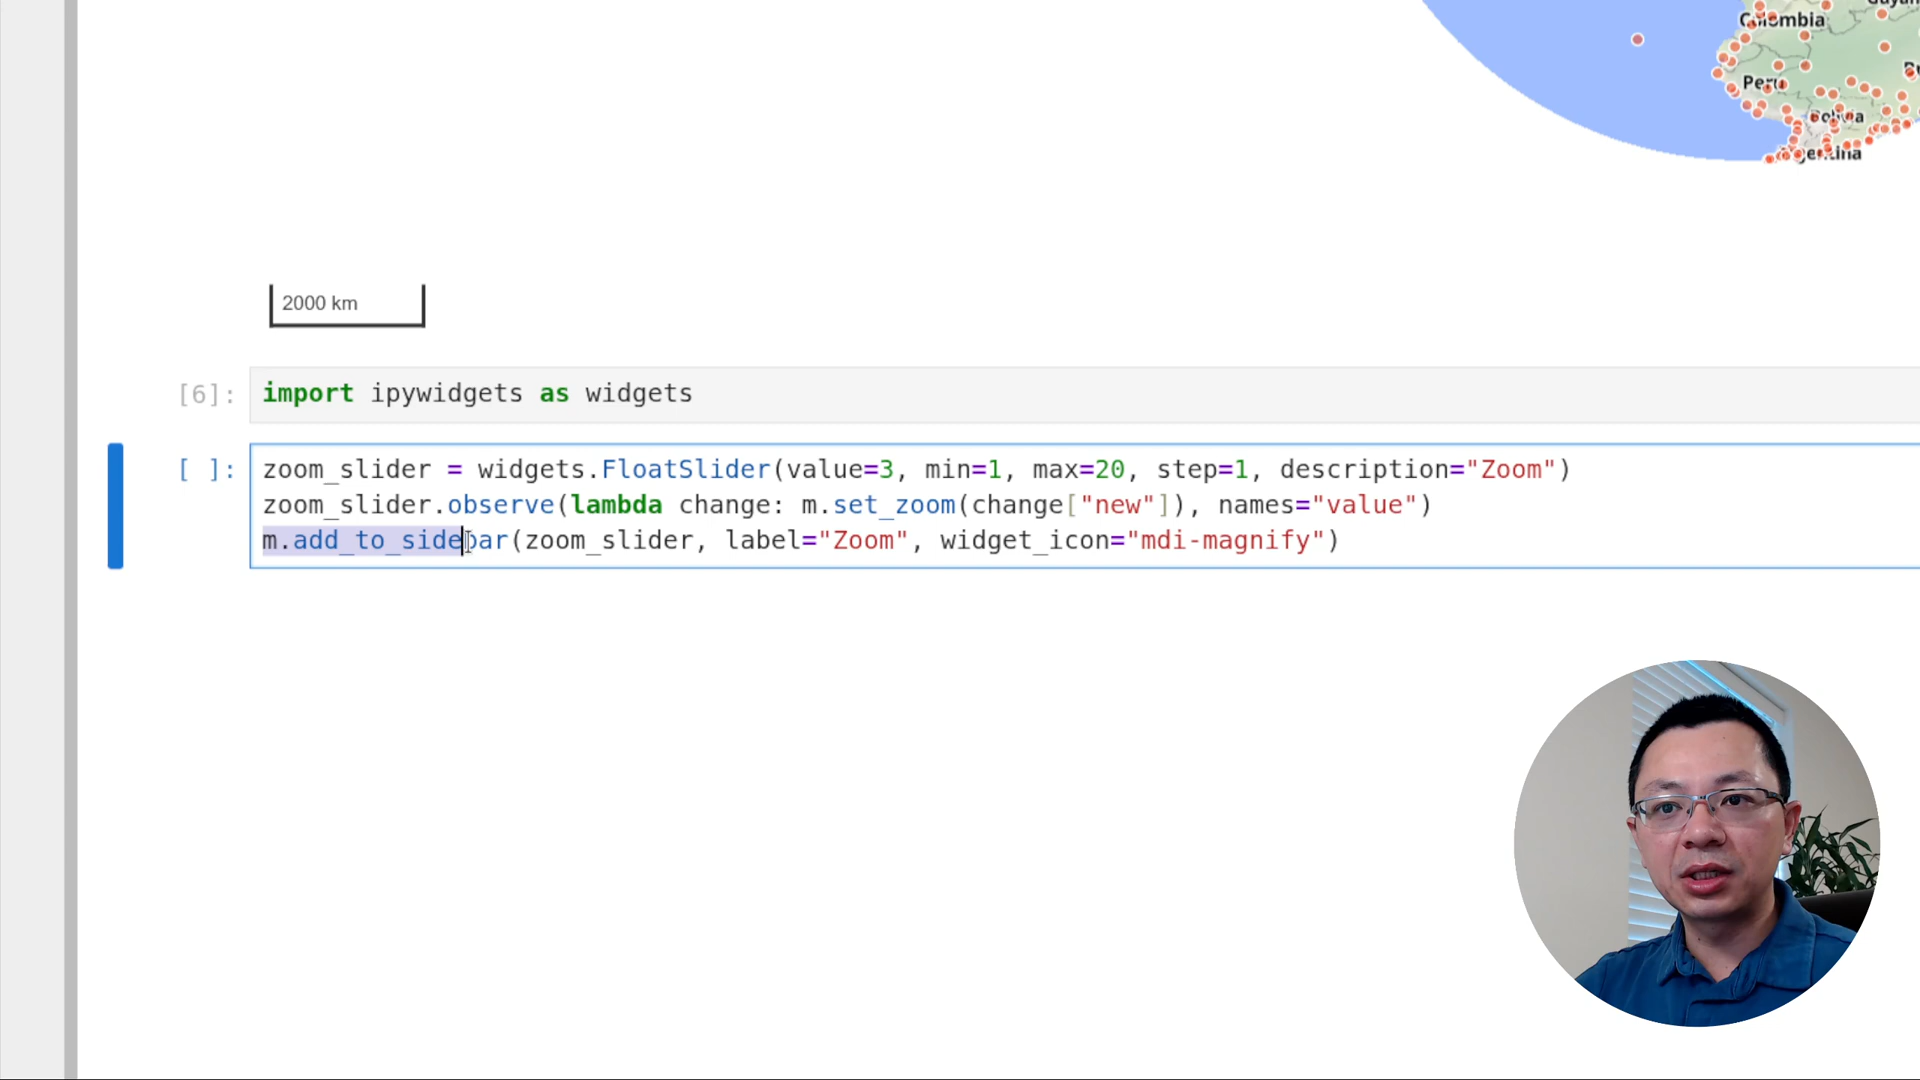 Colombia
Peru
Bolivia
Argentina
2000 km
[6]: import ipywidgets as widgets
[ ]: zoom_slider = widgets.FloatSlider(value=3, min=1, max=20, step=1, description="Zoom")
zoom_slider.observe(lambda change: m.set_zoom(change["new"]), names="value")
m.add_to_sidebar(zoom_slider, label="Zoom", widget_icon="mdi-magnify")